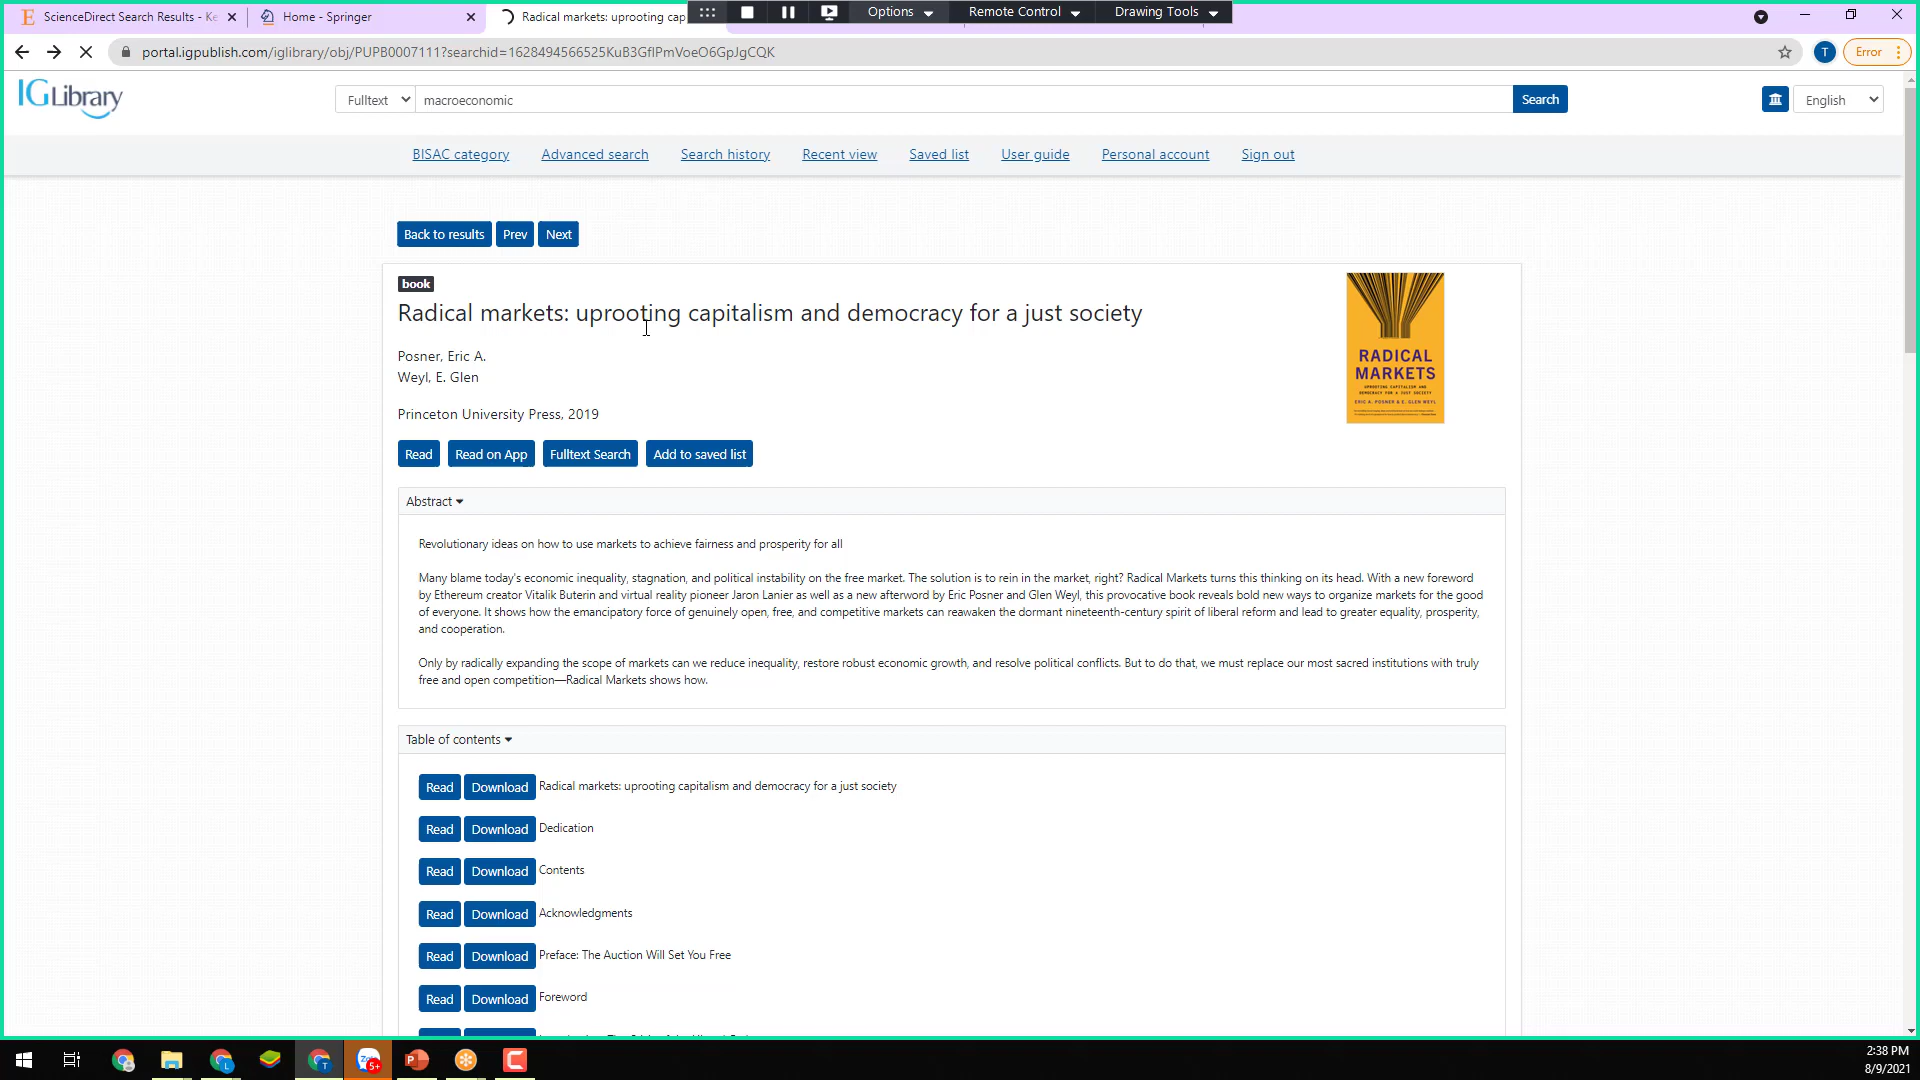 ScienceDirect Search Results - Ke
Home - Springer
Radical markets: uprooting cap
Options
Remote Control
Drawing Tools
portal.igpublish.com/iglibrary/obj/PUPB0007111?searchid=1628494566525KuB3GflPmVoeO6GpJgCQK
T
Error
IGLibrary
Fulltext
macroeconomic
Search
English
BISAC category
Advanced search
Search history
Recent view
Saved list
User guide
Personal account
Sign out
Back to results
Prev
Next
book
Radical markets: uprooting capitalism and democracy for a just society
Posner, Eric A.
Weyl, E. Glen
Princeton University Press, 2019
RADICAL
MARKETS
UPROOTING CAPITALISM AND
DEMOCRACY FOR A JUST SOCIETY
ERIC A. POSNER & E. GLEN WEYL
Read
Read on App
Fulltext Search
Add to saved list
Abstract
Revolutionary ideas on how to use markets to achieve fairness and prosperity for all
Many blame today's economic inequality, stagnation, and political instability on the free market. The solution is to rein in the market, right? Radical Markets turns this thinking on its head. With a new foreword
by Ethereum creator Vitalik Buterin and virtual reality pioneer Jaron Lanier as well as a new afterword by Eric Posner and Glen Weyl, this provocative book reveals bold new ways to organize markets for the good
of everyone. It shows how the emancipatory force of genuinely open, free, and competitive markets can reawaken the dormant nineteenth-century spirit of liberal reform and lead to greater equality, prosperity,
and cooperation.
Only by radically expanding the scope of markets can we reduce inequality, restore robust economic growth, and resolve political conflicts. But to do that, we must replace our most sacred institutions with truly
free and open competition—Radical Markets shows how.
Table of contents
Read Download Radical markets: uprooting capitalism and democracy for a just society
Read Download Dedication
Read Download Contents
Read Download Acknowledgments
Read Download Preface: The Auction Will Set You Free
Read Download Foreword
2:38 PM
8/9/2021